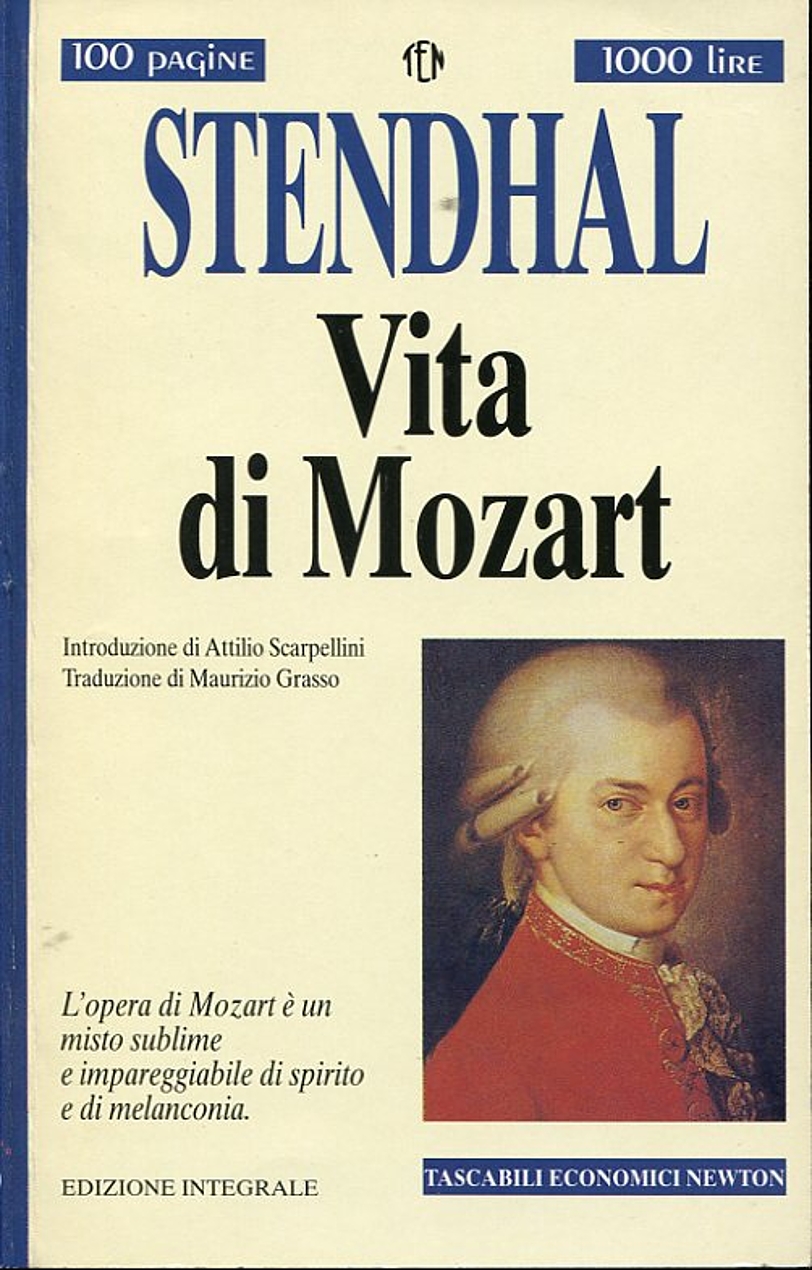 100 pagine
TEN
1000 lire
STENDHAL
Vita
di Mozart
Introduzione di Attilio Scarpellini
Traduzione di Maurizio Grasso
L'opera di Mozart è un
misto sublime
e impareggiabile di spirito
e di melanconia.
EDIZIONE INTEGRALE
TASCABILI ECONOMICI NEWTON